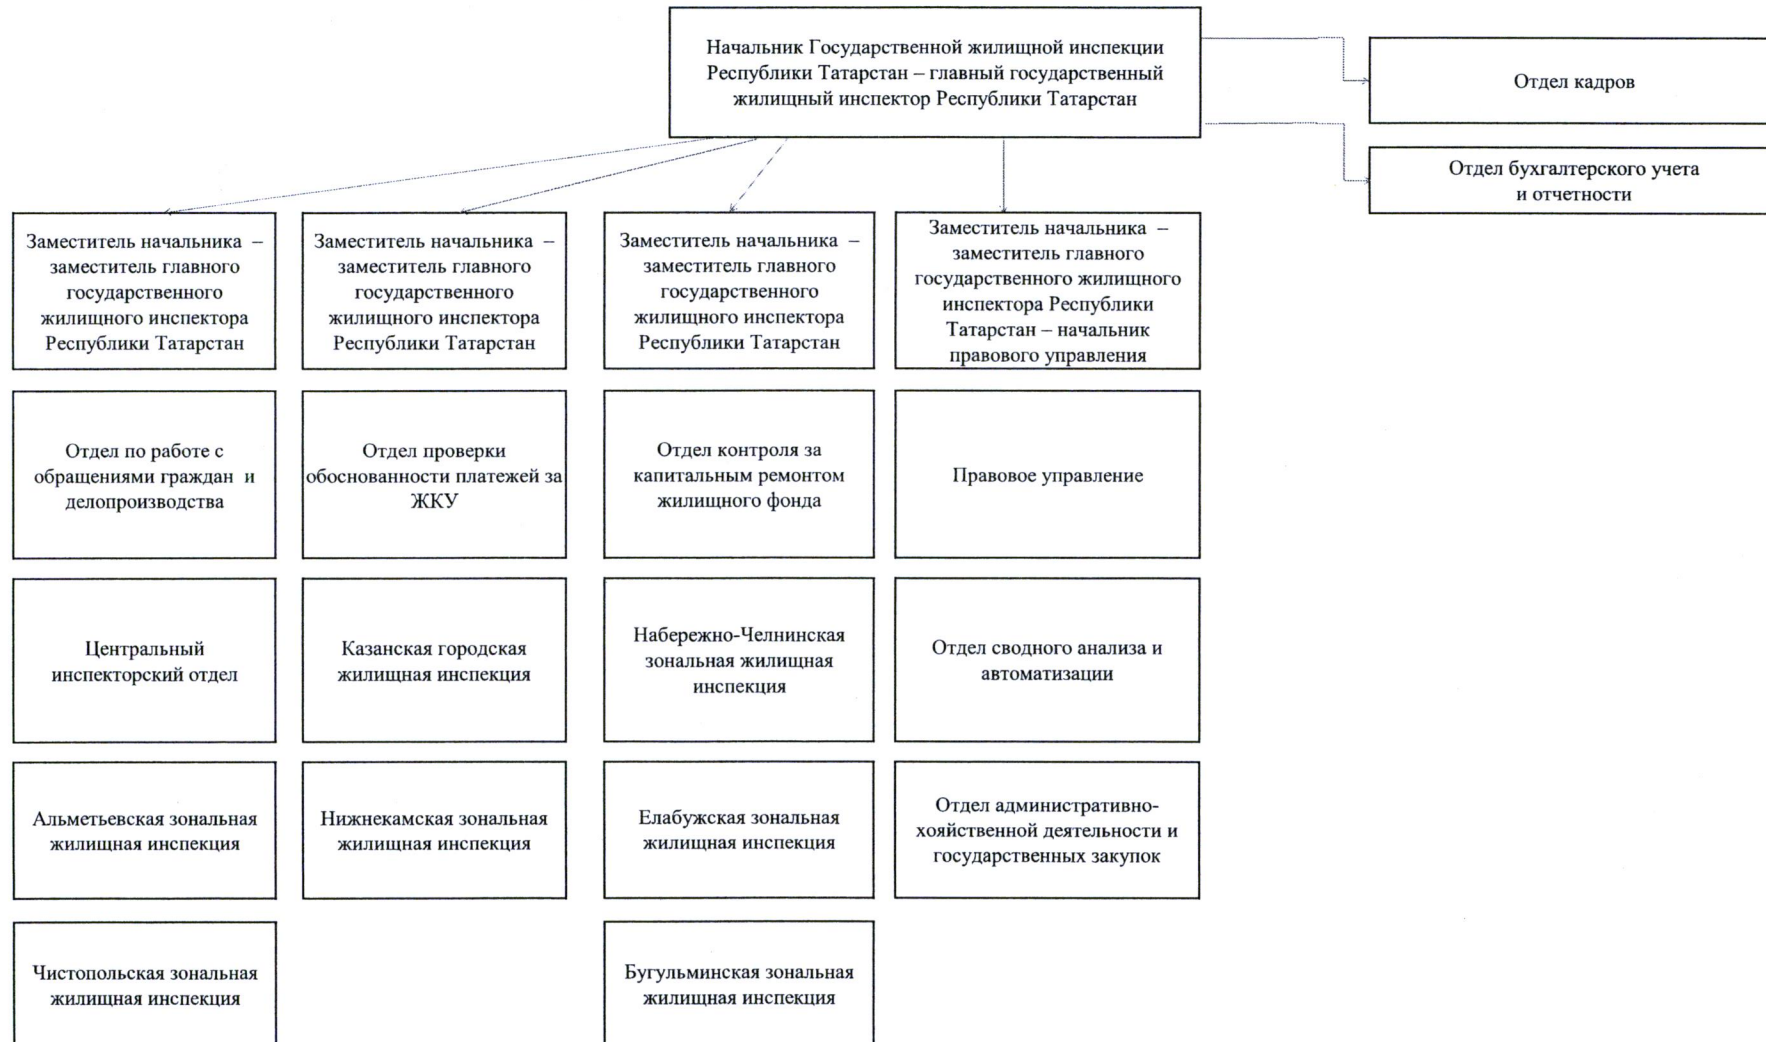 Начальник Государственной жилищной инспекции
Республики Татарстан – главный государственный
жилищный инспектор Республики Татарстан
Отдел кадров
Отдел бухгалтерского учета
и отчетности
Заместитель начальника –
заместитель главного
государственного
жилищного инспектора
Республики Татарстан
Заместитель начальника –
заместитель главного
государственного
жилищного инспектора
Республики Татарстан
Заместитель начальника –
заместитель главного
государственного
жилищного инспектора
Республики Татарстан
Заместитель начальника –
заместитель главного
государственного жилищного
инспектора Республики
Татарстан – начальник
правового управления
Отдел по работе с
обращениями граждан и
делопроизводства
Отдел проверки
обоснованности платежей за
ЖКУ
Отдел контроля за
капитальным ремонтом
жилищного фонда
Правовое управление
Центральный
инспекторский отдел
Казанская городская
жилищная инспекция
Набережно-Челнинская
зональная жилищная
инспекция
Отдел сводного анализа и
автоматизации
Альметьевская зональная
жилищная инспекция
Нижнекамская зональная
жилищная инспекция
Елабужская зональная
жилищная инспекция
Отдел административно-
хояйственной деятельности и
государственных закупок
Чистопольская зональная
жилищная инспекция
Бугульминская зональная
жилищная инспекция